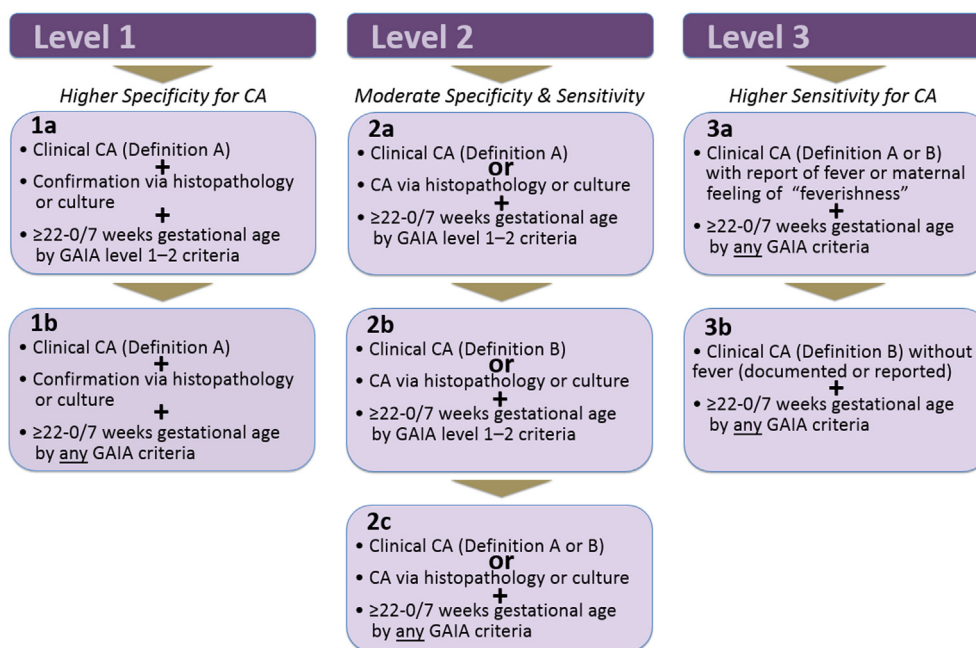 Level 1
Higher Specificity for CA
1a
• Clinical CA (Definition A)
+
• Confirmation via histopathology
or culture
+
• ≥22-0/7 weeks gestational age
by GAIA level 1–2 criteria
1b
• Clinical CA (Definition A)
+
• Confirmation via histopathology
or culture
+
• ≥22-0/7 weeks gestational age
by any GAIA criteria
Level 2
Moderate Specificity & Sensitivity
2a
• Clinical CA (Definition A)
or
• CA via histopathology or culture
+
• ≥22-0/7 weeks gestational age
by GAIA level 1–2 criteria
2b
• Clinical CA (Definition B)
or
• CA via histopathology or culture
+
• ≥22-0/7 weeks gestational age
by GAIA level 1–2 criteria
2c
• Clinical CA (Definition A or B)
or
• CA via histopathology or culture
+
• ≥22-0/7 weeks gestational age
by any GAIA criteria
Level 3
Higher Sensitivity for CA
3a
• Clinical CA (Definition A or B)
with report of fever or maternal
feeling of “feverishness”
+
• ≥22-0/7 weeks gestational age
by any GAIA criteria
3b
• Clinical CA (Definition B) without
fever (documented or reported)
+
• ≥22-0/7 weeks gestational age
by any GAIA criteria